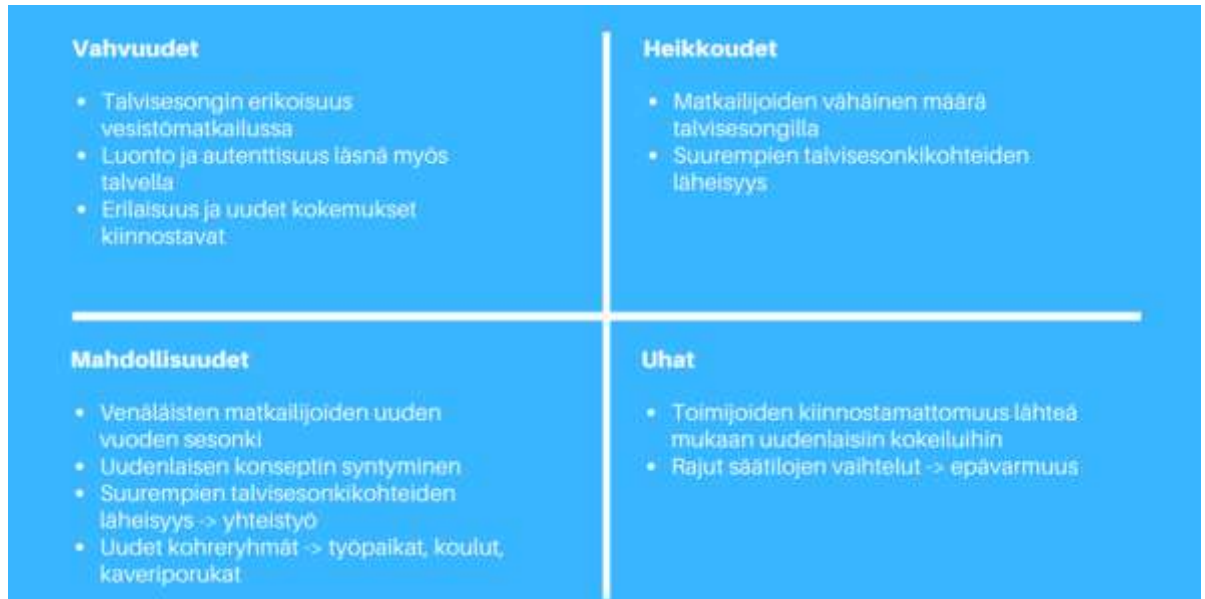 Vahvuudet
• Talvisesongin erikoisuus
vesistömatkailussa
• Luonto ja autenttisuus läsnä myös
talvella
• Erilaisuus ja uudet kokemukset
kiinnostavat
Heikkoudet
• Matkailijoiden vähäinen määrä
talvisesongilla
• Suurempien talvisesonkikohteiden
läheisyys
Mahdollisuudet
• Venäläisten matkailijoiden uuden
vuoden sesonki
• Uudenlaisen konseptin syntyminen
• Suurempien talvisesonkikohteiden
läheisyys -> yhteistyö
• Uudet kohreryhmät -> työpaikat, koulut,
kaveriporukat
Uhat
• Toimijoiden kiinnostamattomuus lähteä
mukaan uudenlaisiin kokeiluihin
• Rajut säätilojen vaihtelut -> epävarmuus